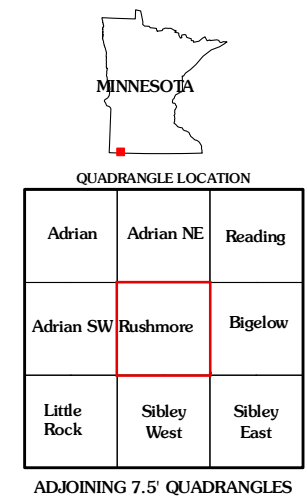 MINNESOTA
QUADRANGLE LOCATION
Adrian
Adrian NE
Reading
Adrian SW
Rushmore
Bigelow
Little
Rock
Sibley
West
Sibley
East
ADJOINING 7.5' QUADRANGLES